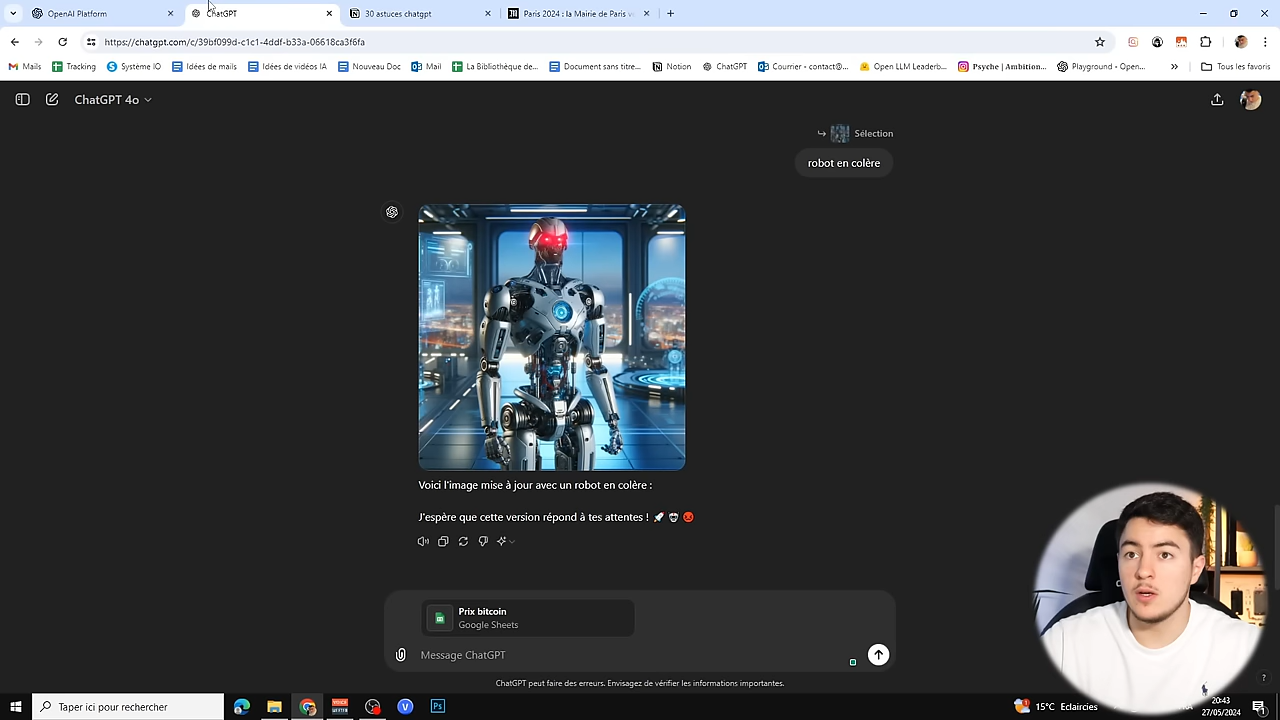 OpenAI Platform
ChatGPT
30 astuces chatgpt
Paris 2024 : la Mairie de Paris v
https://chatgpt.com/c/39bf099d-c1c1-4ddf-b33a-06618ca3f6fa
Mails
Tracking
Système IO
Idées de mails
Idées de vidéos IA
Nouveau Doc
Mail
La Bibliothèque de...
Document sans titre...
Notion
ChatGPT
Courrier • contact@...
Open LLM Leaderb...
Psyche | Ambition...
Playground • Open...
Tous les favoris
ChatGPT 4o
Sélection
robot en colère
Voici l'image mise à jour avec un robot en colère :
J'espère que cette version répond à tes attentes ! 🚀 🤖 😡
Prix bitcoin
Google Sheets
Message ChatGPT
ChatGPT peut faire des erreurs. Envisagez de vérifier les informations importantes.
Taper ici pour rechercher
15°C Eclaircies
20:43
27/05/2024